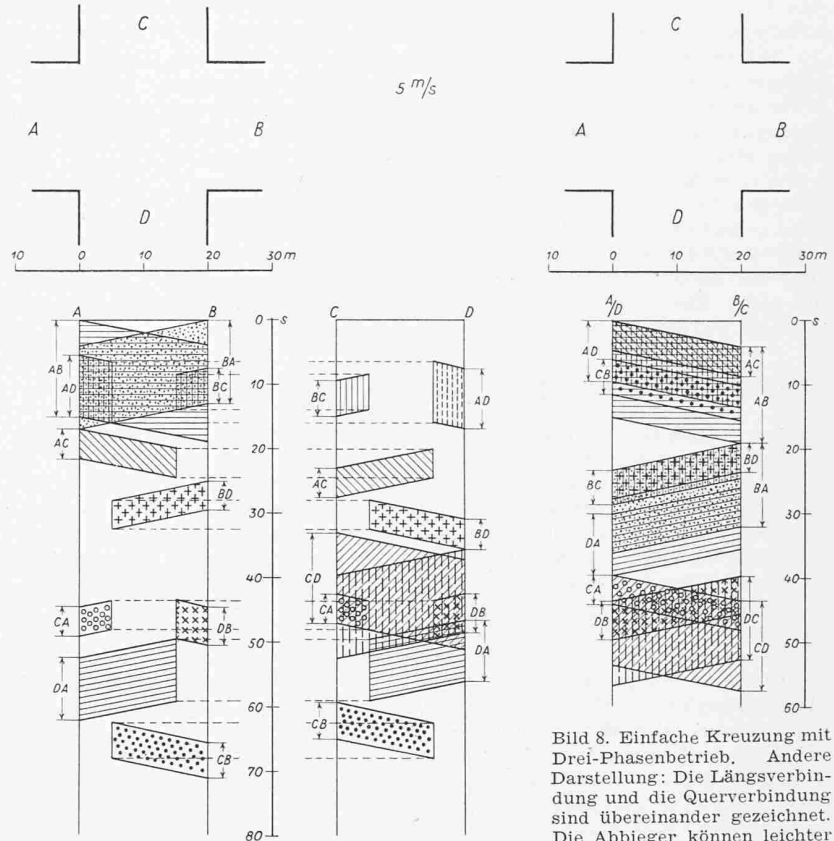 C C
5 m/s
A B A B
D D
10 0 10 20 30 m 10 0 10 20 30 m
A B C D A/D B/C
0 s 0 s
AB AD BA BC BC AD AD CB AC AB
10 10
AC AC BD
20 20
BD BD BC BA
30 30
CD DA
40 40
CA DB CA DB CA DB DC CD
50 50
DA DA
60 60
CB CB
70
80
Bild 8. Einfache Kreuzung mit
Drei-Phasenbetrieb. Andere
Darstellung: Die Längsverbin-
dung und die Querverbindung
sind übereinander gezeichnet.
Die Abbieger können leichter